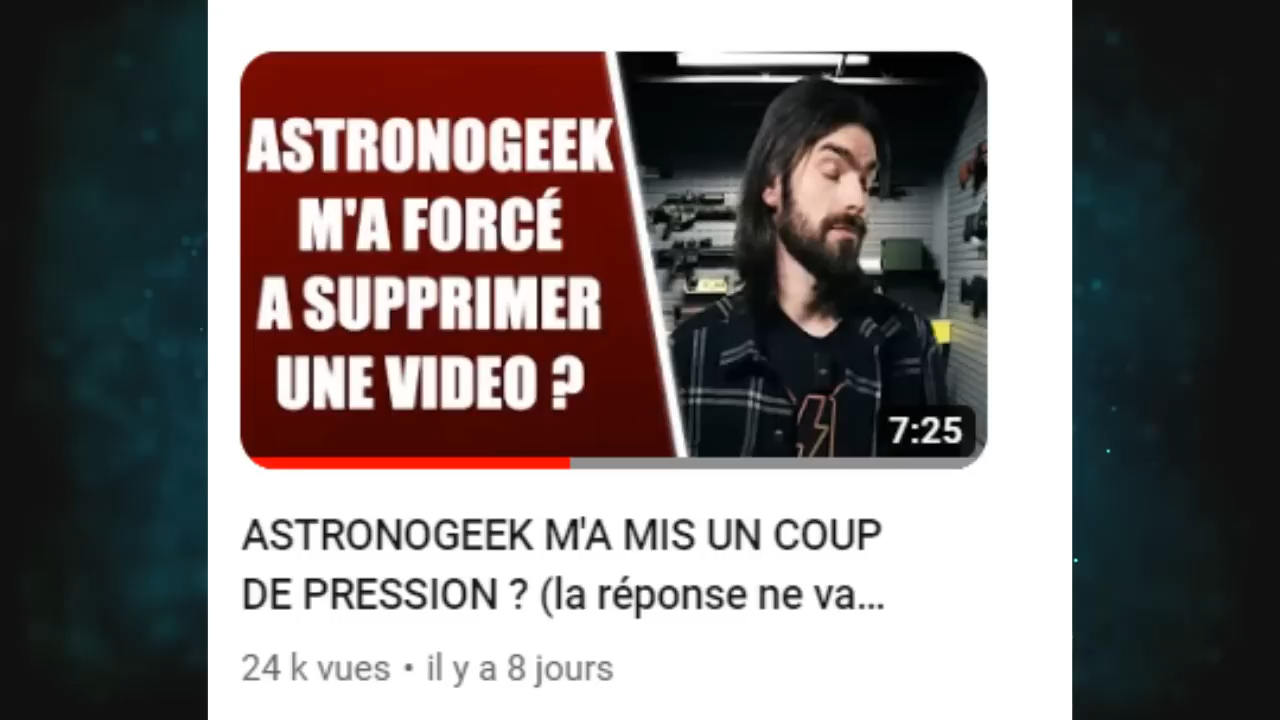 ASTRONOGEEK
M'A FORCÉ
A SUPPRIMER
UNE VIDEO ?
7:25
ASTRONOGEEK M'A MIS UN COUP
DE PRESSION ? (la réponse ne va...
24 k vues • il y a 8 jours